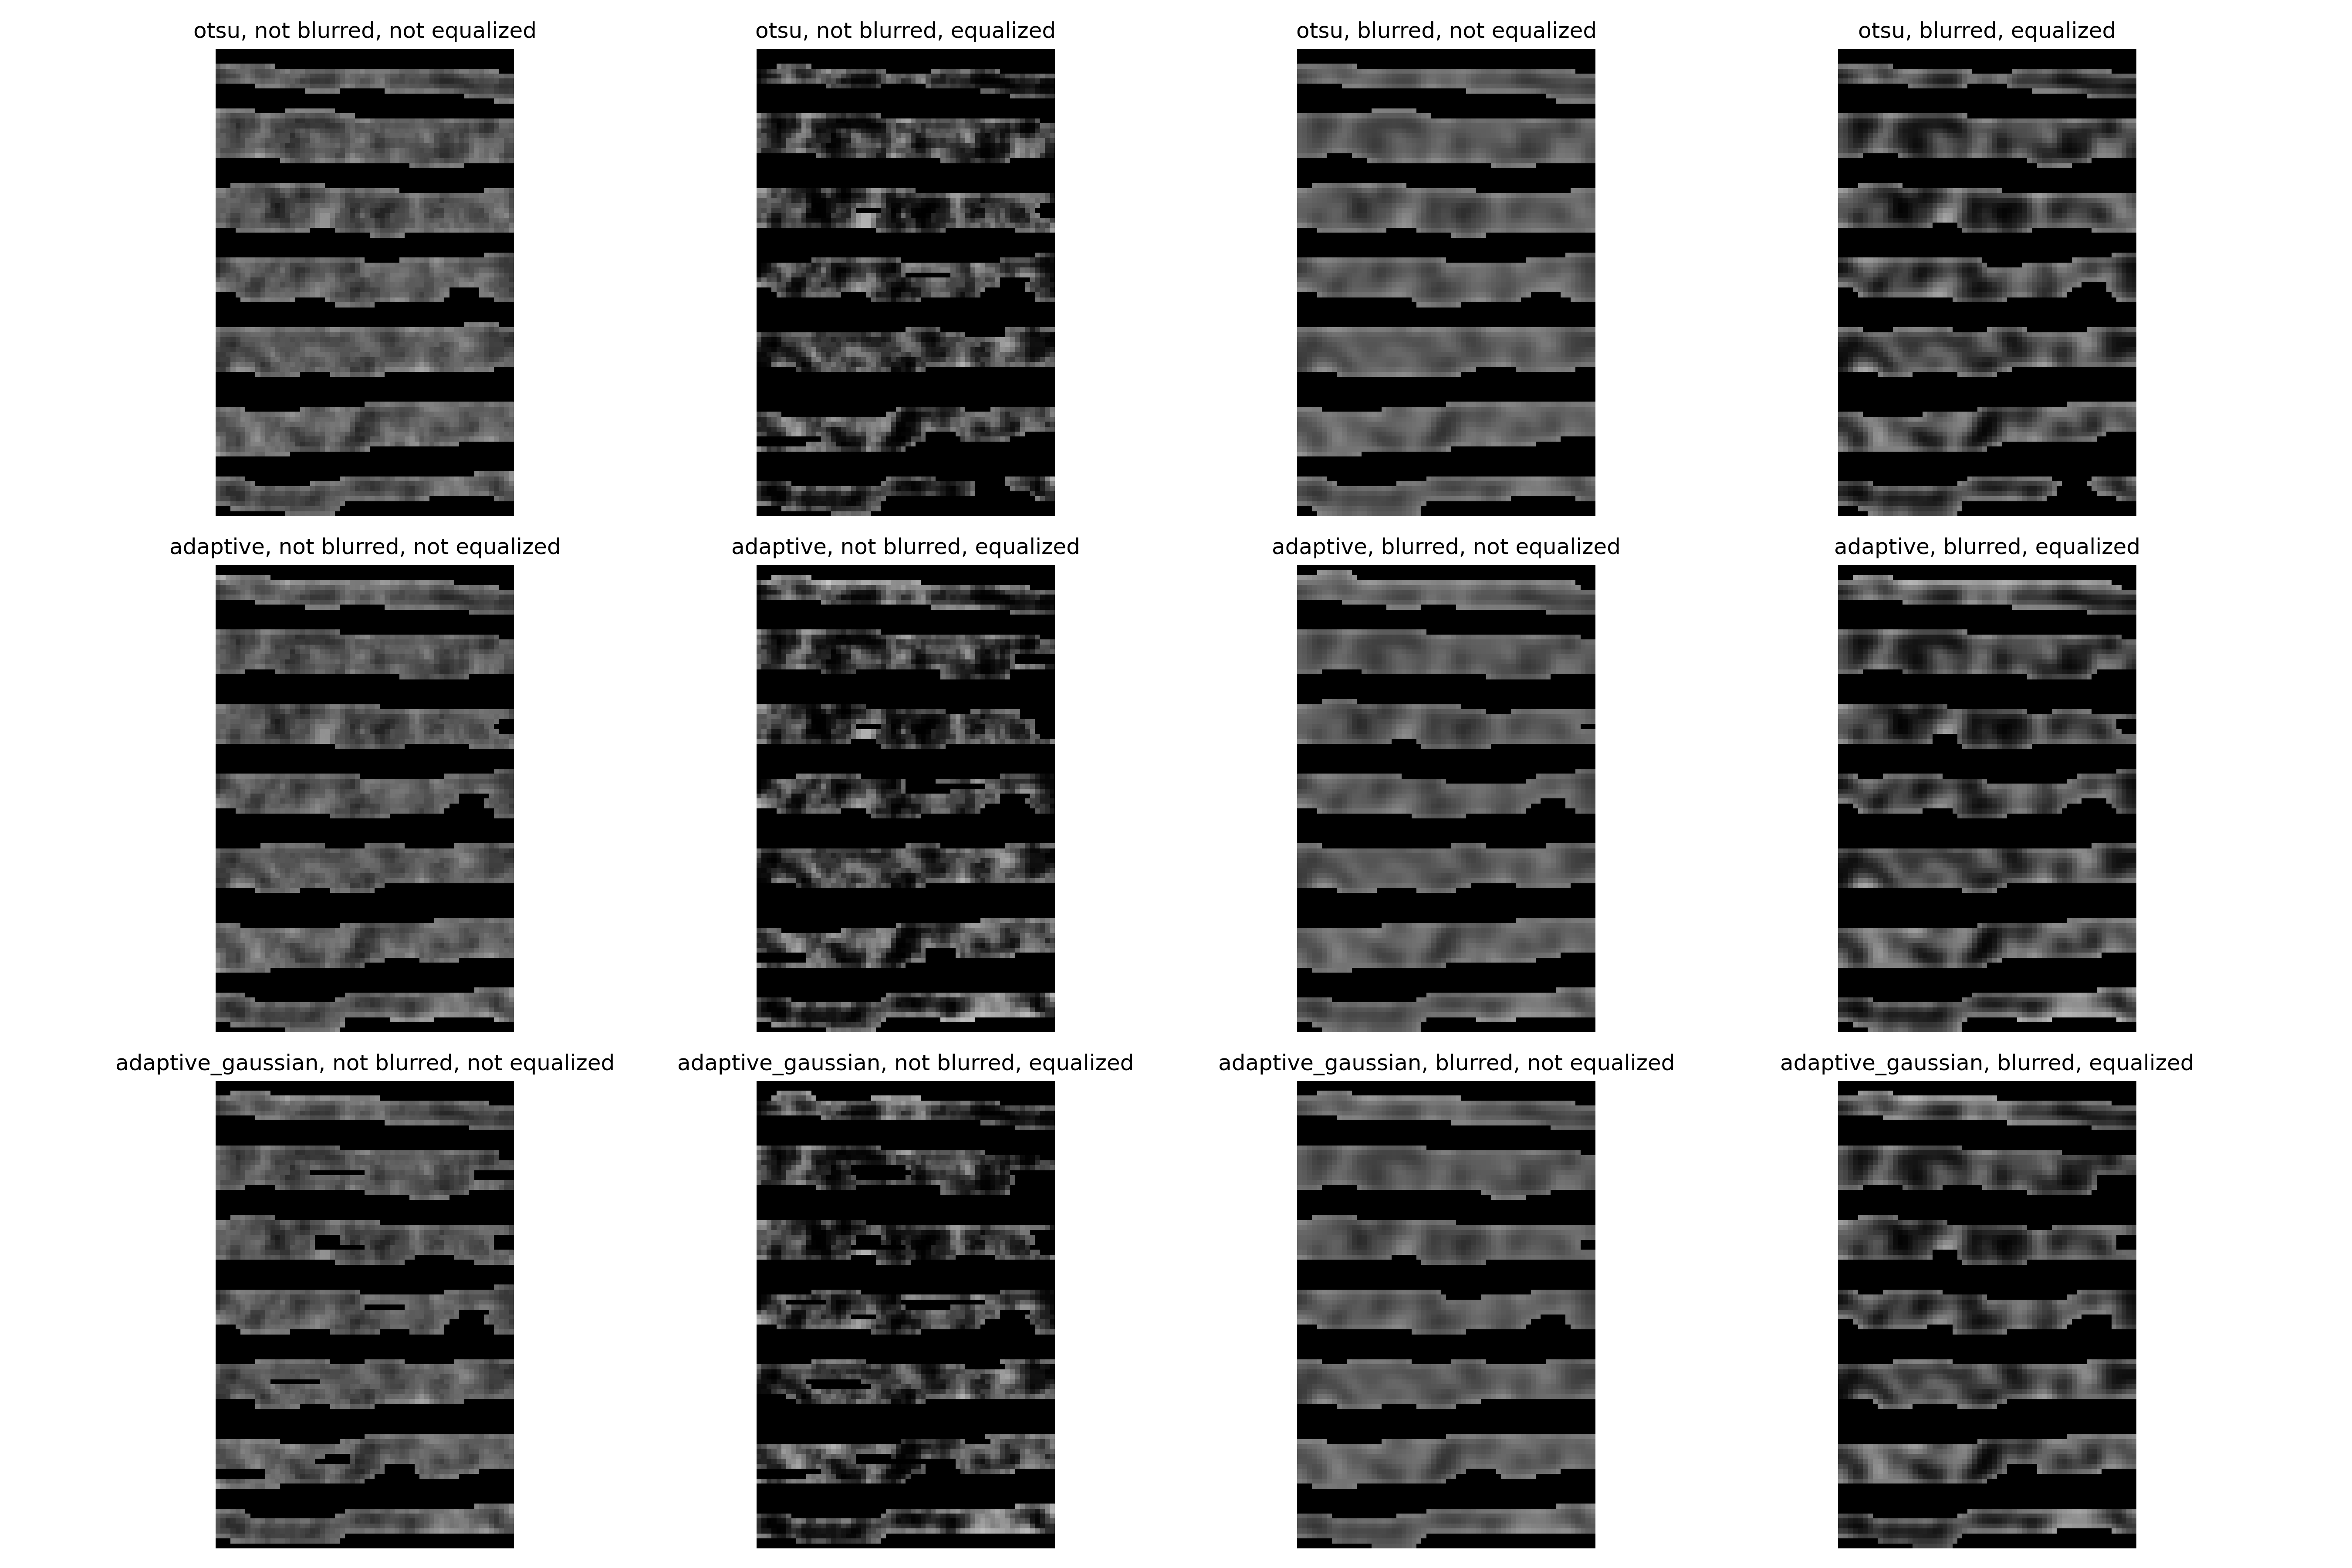 otsu, not blurred, not equalized
otsu, not blurred, equalized
otsu, blurred, not equalized
otsu, blurred, equalized
adaptive, not blurred, not equalized
adaptive, not blurred, equalized
adaptive, blurred, not equalized
adaptive, blurred, equalized
adaptive_gaussian, not blurred, not equalized
adaptive_gaussian, not blurred, equalized
adaptive_gaussian, blurred, not equalized
adaptive_gaussian, blurred, equalized